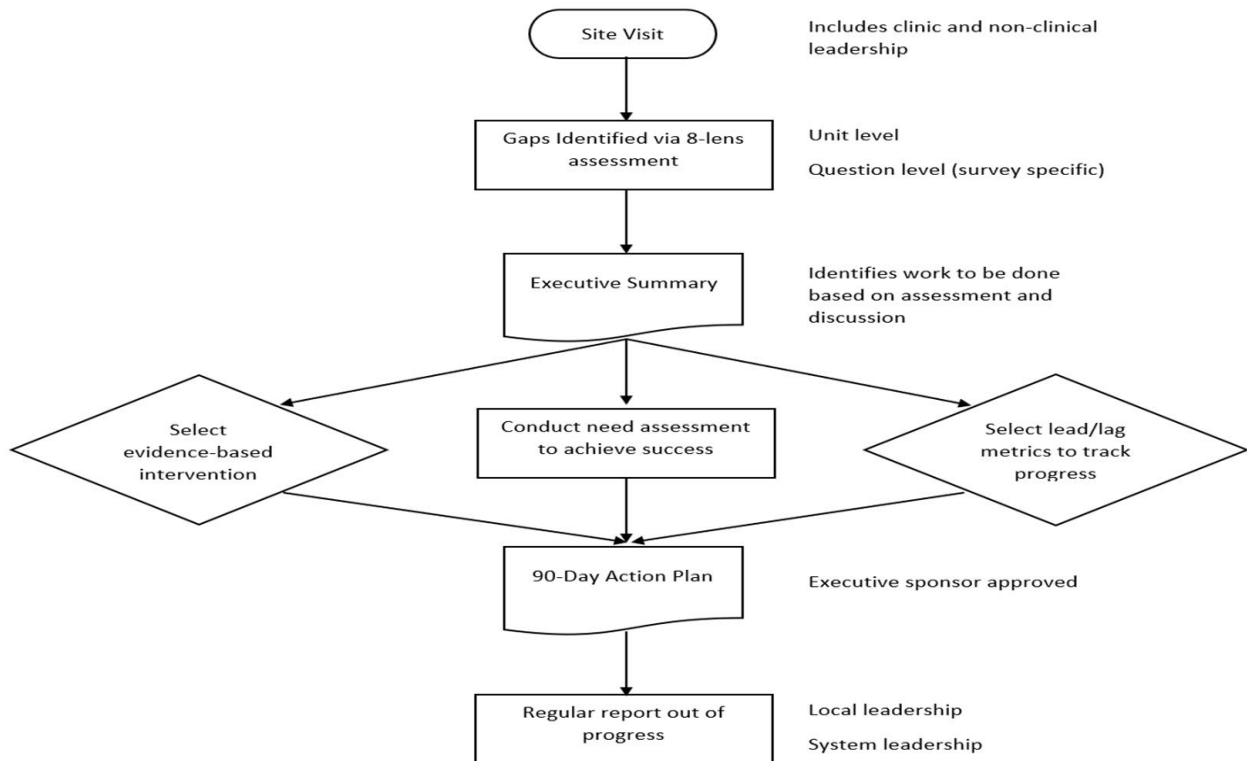 Site Visit
Includes clinic and non-clinical
leadership
Gaps Identified via 8-lens
assessment
Unit level
Question level (survey specific)
Executive Summary
Identifies work to be done
based on assessment and
discussion
Select
evidence-based
intervention
Conduct need assessment
to achieve success
Select lead/lag
metrics to track
progress
90-Day Action Plan
Executive sponsor approved
Regular report out of
progress
Local leadership
System leadership